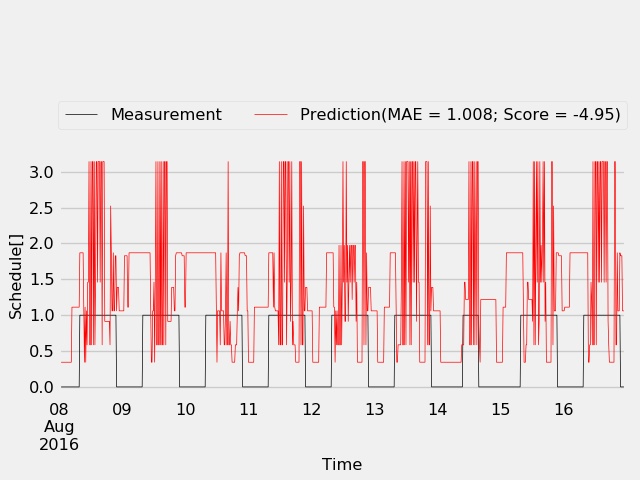 Measurement
Prediction(MAE = 1.008; Score = -4.95)
3.0
2.5
2.0
1.5
1.0
0.5
0.0
Schedule[]
08 09 10 11 12 13 14 15 16
Aug
2016
Time